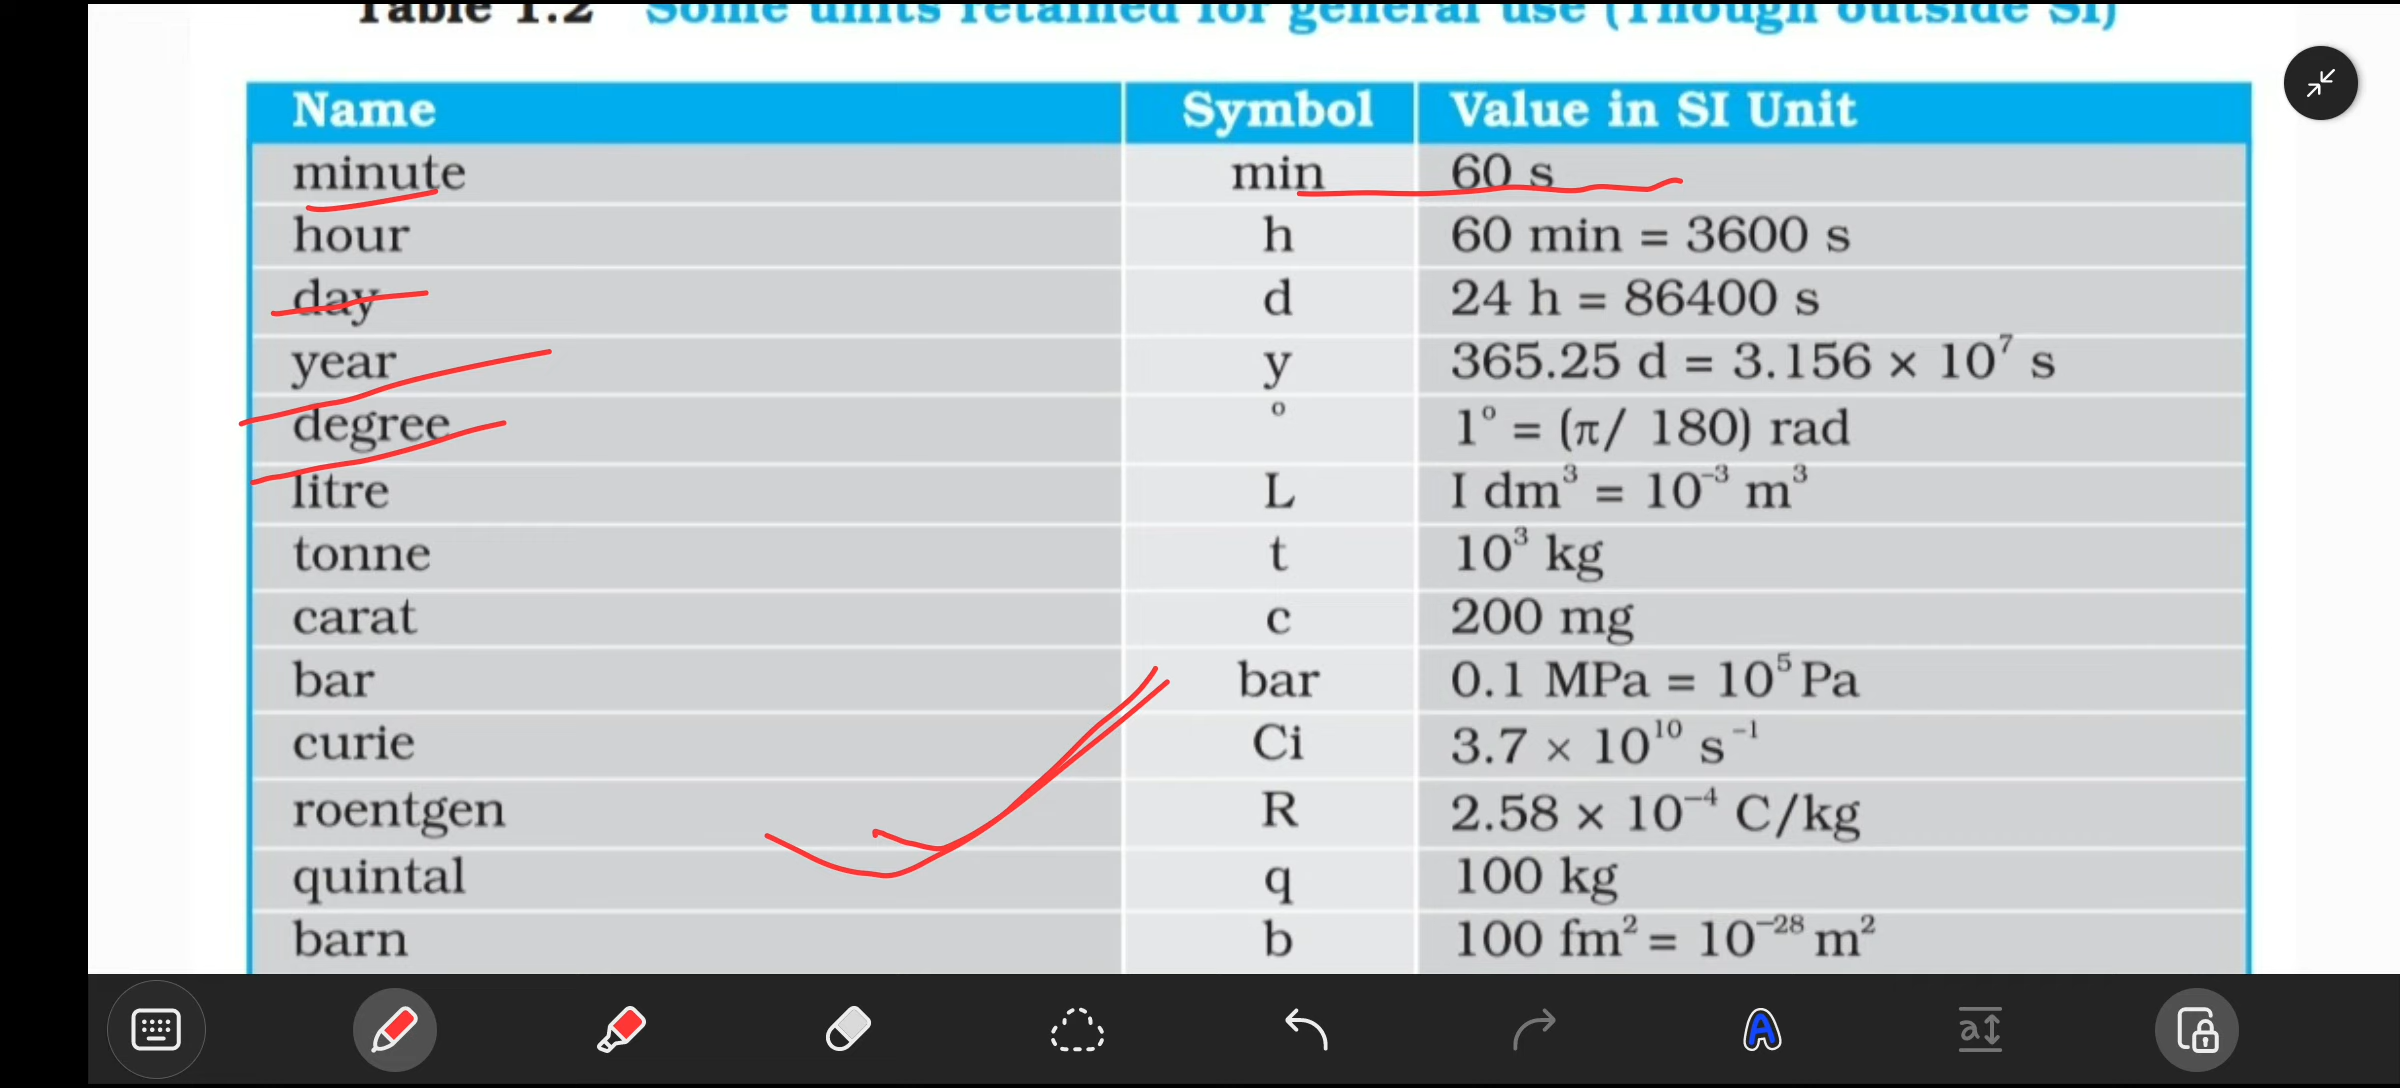 Table 1.2 Some units retained for general use (Though outside SI)
Name Symbol Value in SI Unit
minute min 60 s
hour h 60 min = 3600 s
day d 24 h = 86400 s
year y 365.25 d = 3.156 × 10⁷ s
degree ° 1° = (π/ 180) rad
litre L I dm³ = 10⁻³ m³
tonne t 10³ kg
carat c 200 mg
bar bar 0.1 MPa = 10⁵ Pa
curie Ci 3.7 × 10¹⁰ s⁻¹
roentgen R 2.58 × 10⁻⁴ C/kg
quintal q 100 kg
barn b 100 fm² = 10⁻²⁸ m²
A a